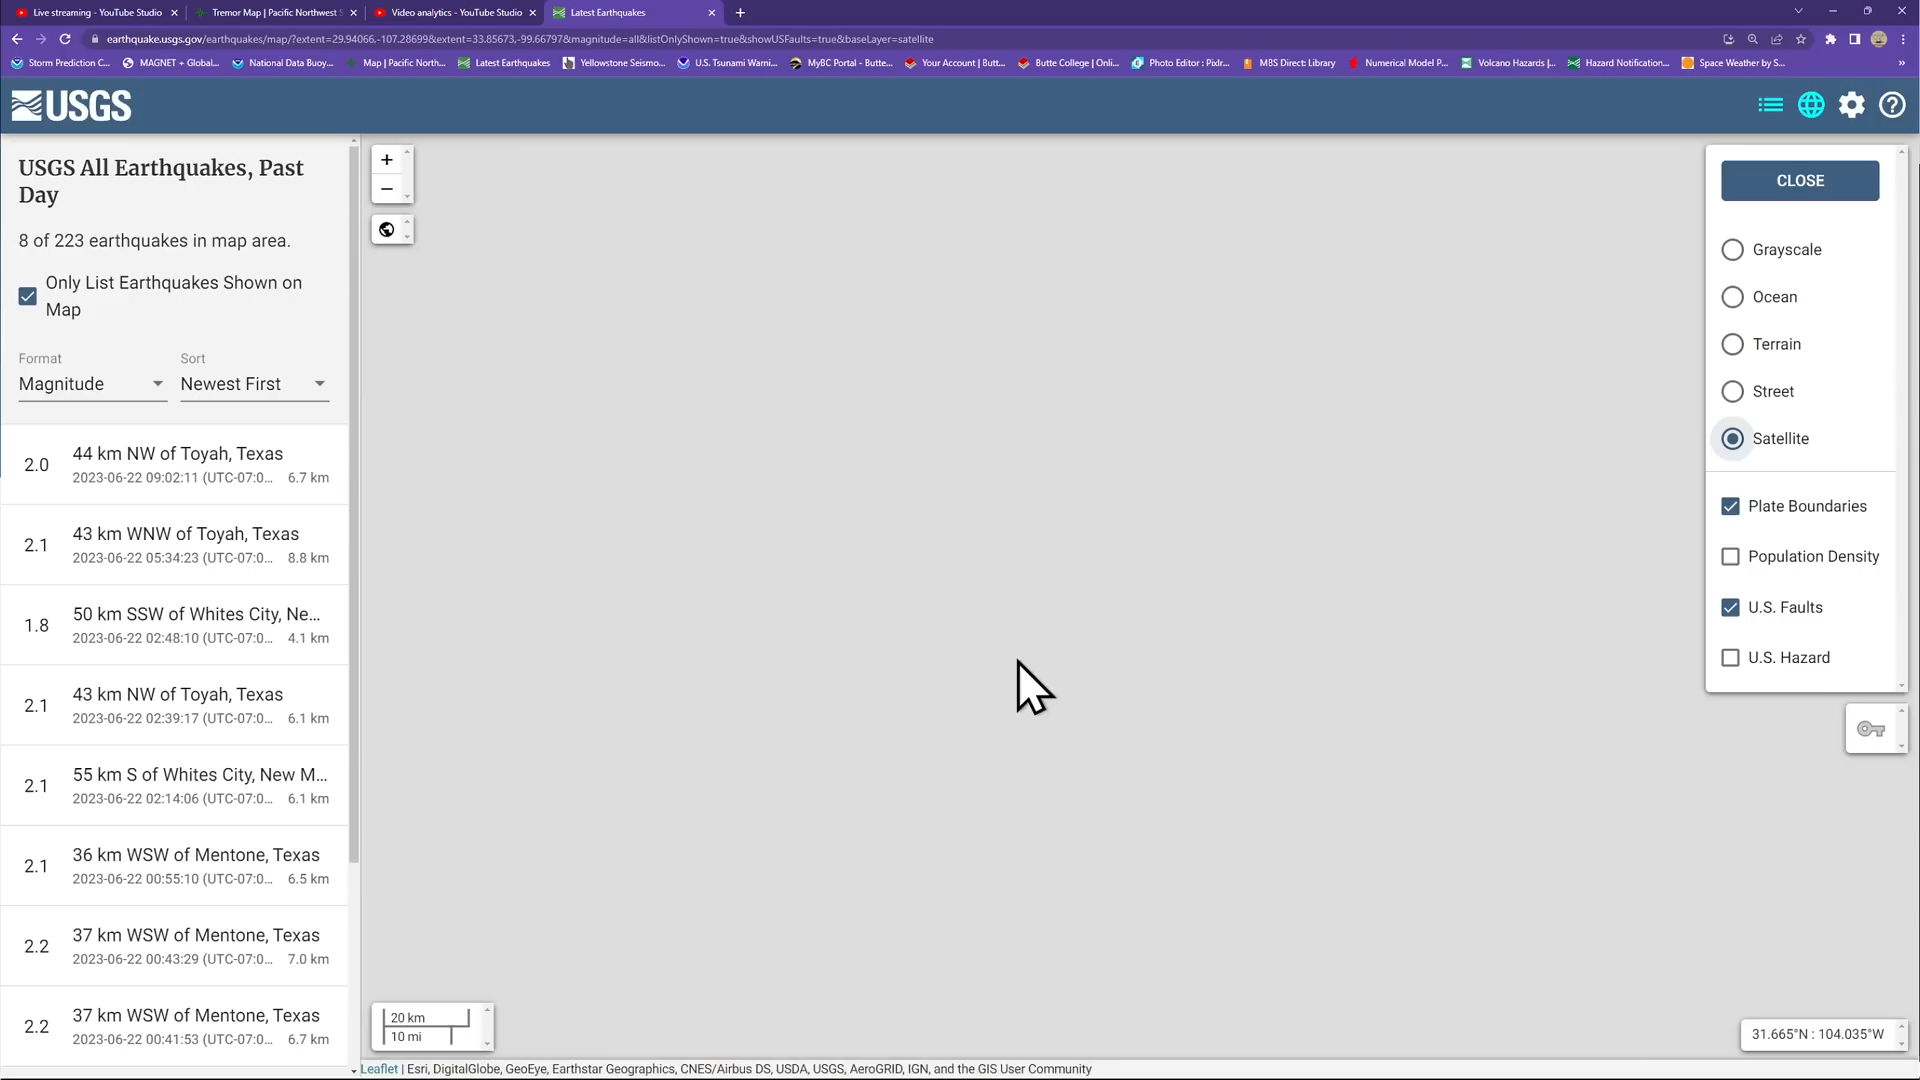 Live streaming - YouTube Studio
Tremor Map | Pacific Northwest S
Video analytics - YouTube Studio
Latest Earthquakes
earthquake.usgs.gov/earthquakes/map/?extent=29.94066,-107.28699&extent=33.85673,-99.66797&magnitude=all&listOnlyShown=true&showUSFaults=true&baseLayer=satellite
Storm Prediction C...
MAGNET + Global...
National Data Buoy...
Map | Pacific North...
Latest Earthquakes
Yellowstone Seismo...
U.S. Tsunami Warni...
MyBC Portal - Butte...
Your Account | Butt...
Butte College | Onli...
Photo Editor : Pixlr...
MBS Direct Library
Numerical Model P...
Volcano Hazards |...
Hazard Notification...
Space Weather by S...
USGS
USGS All Earthquakes, Past
Day
8 of 223 earthquakes in map area.
Only List Earthquakes Shown on
Map
Format
Sort
Magnitude
Newest First
2.0
44 km NW of Toyah, Texas
2023-06-22 09:02:11 (UTC-07:0... 6.7 km
2.1
43 km WNW of Toyah, Texas
2023-06-22 05:34:23 (UTC-07:0... 8.8 km
1.8
50 km SSW of Whites City, Ne...
2023-06-22 02:48:10 (UTC-07:0... 4.1 km
2.1
43 km NW of Toyah, Texas
2023-06-22 02:39:17 (UTC-07:0... 6.1 km
2.1
55 km S of Whites City, New M...
2023-06-22 02:14:06 (UTC-07:0... 6.1 km
2.1
36 km WSW of Mentone, Texas
2023-06-22 00:55:10 (UTC-07:0... 6.5 km
2.2
37 km WSW of Mentone, Texas
2023-06-22 00:43:29 (UTC-07:0... 7.0 km
2.2
37 km WSW of Mentone, Texas
2023-06-22 00:41:53 (UTC-07:0... 6.7 km
+
−
CLOSE
Grayscale
Ocean
Terrain
Street
Satellite
Plate Boundaries
Population Density
U.S. Faults
U.S. Hazard
20 km
10 mi
31.665°N : 104.035°W
Leaflet | Esri, DigitalGlobe, GeoEye, Earthstar Geographics, CNES/Airbus DS, USDA, USGS, AeroGRID, IGN, and the GIS User Community